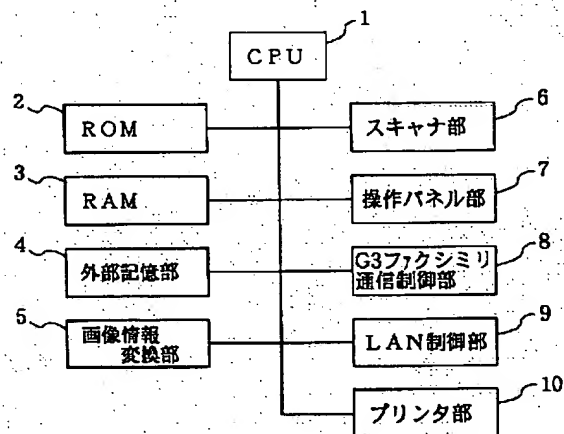 1
CPU
2
ROM
6
スキャナ部
3
RAM
7
操作パネル部
4
外部記憶部
8
G3ファクシミリ
通信制御部
5
画像情報
変換部
9
LAN制御部
10
プリンタ部